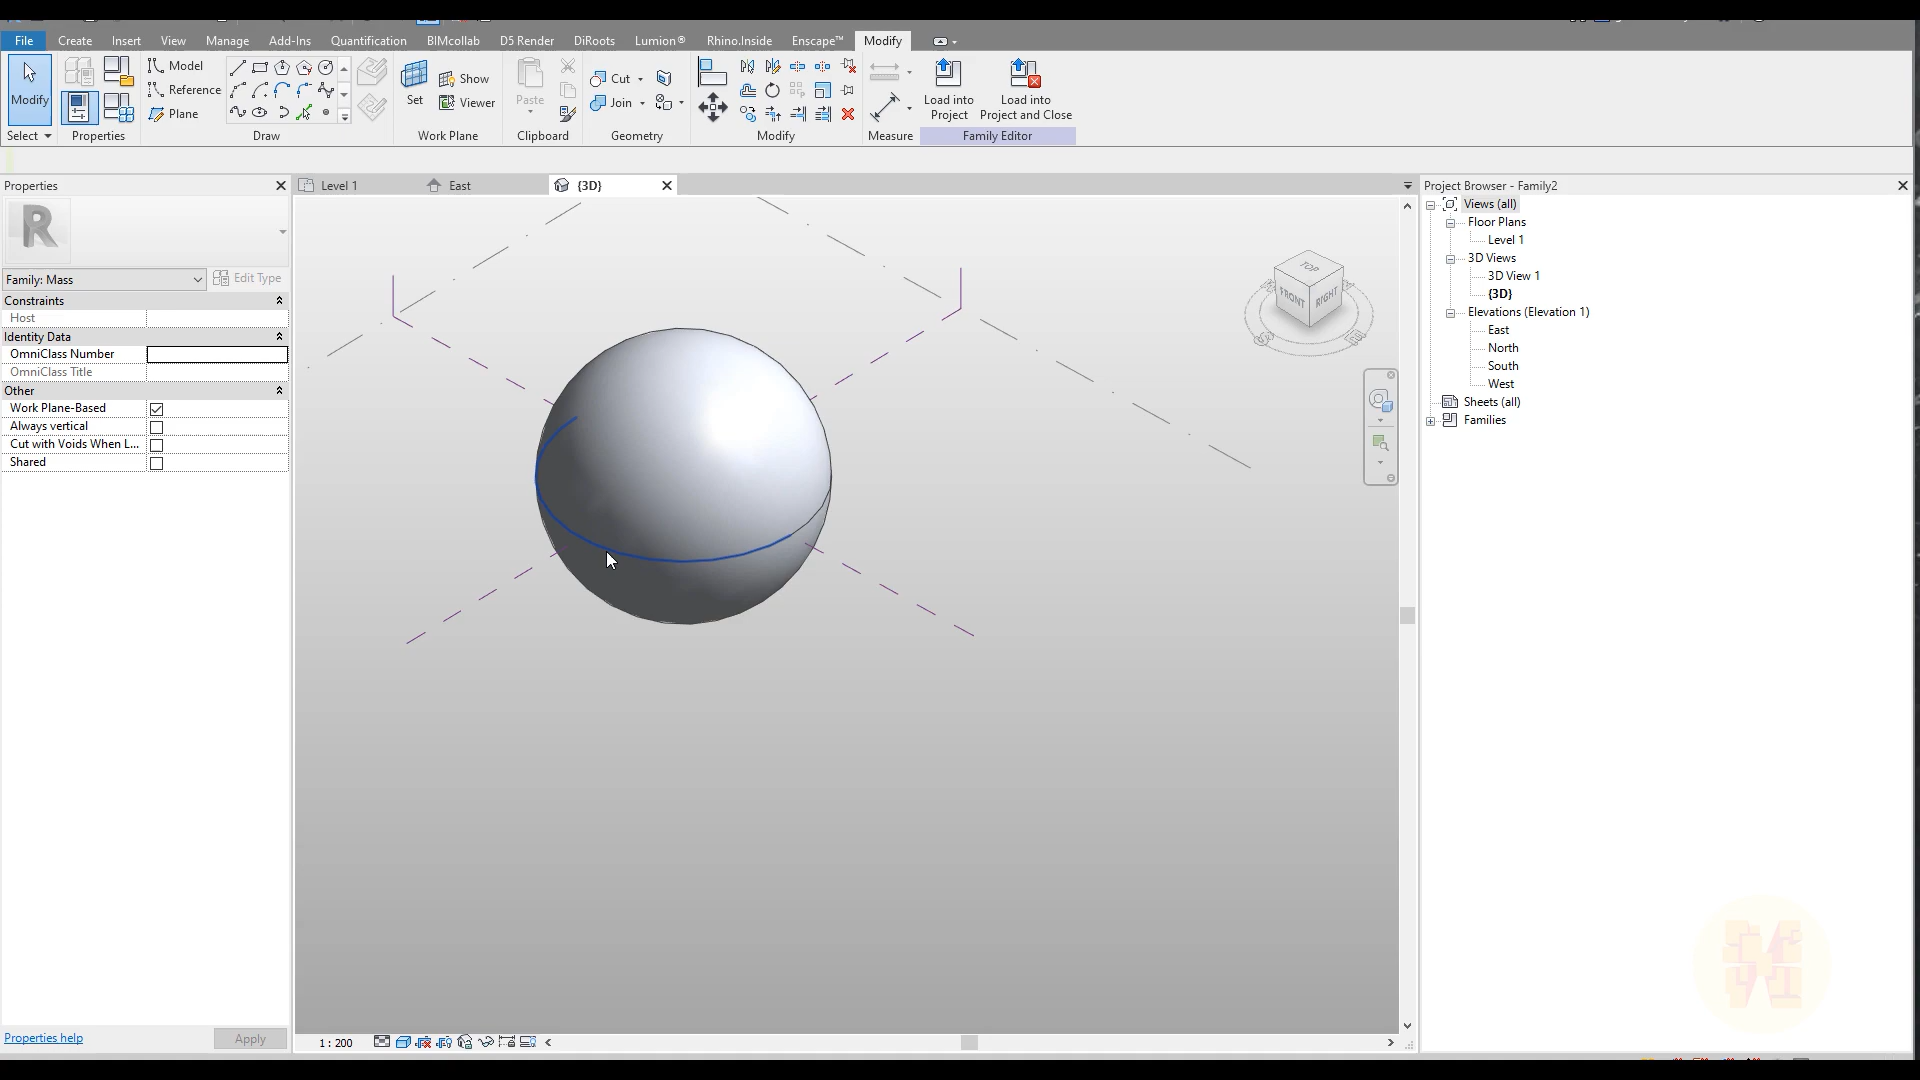 File Create Insert View Manage Add-Ins Quantification BIMcollab D5 Render DiRoots Lumion® Rhino.Inside Enscape™ Modify
Modify
Model
Reference
Plane
Set
Show
Viewer
Paste
Cut
Join
Load into
Project
Load into
Project and Close
Select Properties Draw Work Plane Clipboard Geometry Modify Measure Family Editor
Properties
Level 1
East
{3D}
Project Browser - Family2
R
Family: Mass
Edit Type
Constraints
Host
Identity Data
OmniClass Number
OmniClass Title
Other
Work Plane-Based
Always vertical
Cut with Voids When L...
Shared
TOP
FRONT
RIGHT
S
E
Views (all)
Floor Plans
Level 1
3D Views
3D View 1
{3D}
Elevations (Elevation 1)
East
North
South
West
Sheets (all)
Families
Properties help
Apply
1 : 200